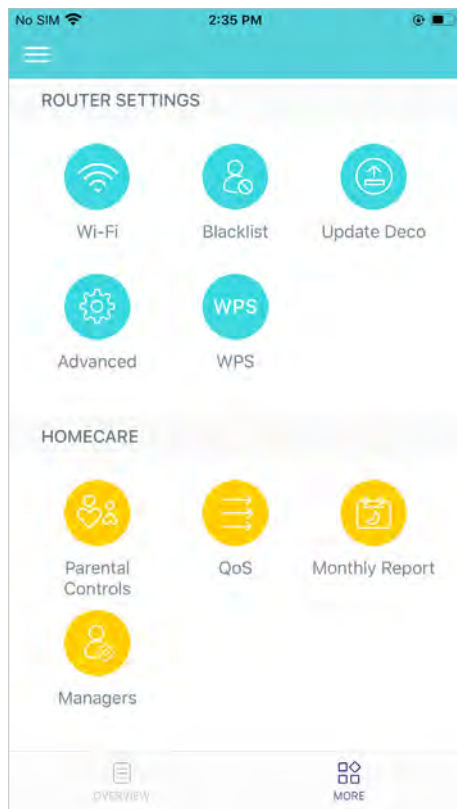 No SIM 2:35 PM
ROUTER SETTINGS
Wi-Fi Blacklist Update Deco
WPS
Advanced WPS
HOMECARE
Parental Controls QoS Monthly Report
Managers
OVERVIEW MORE